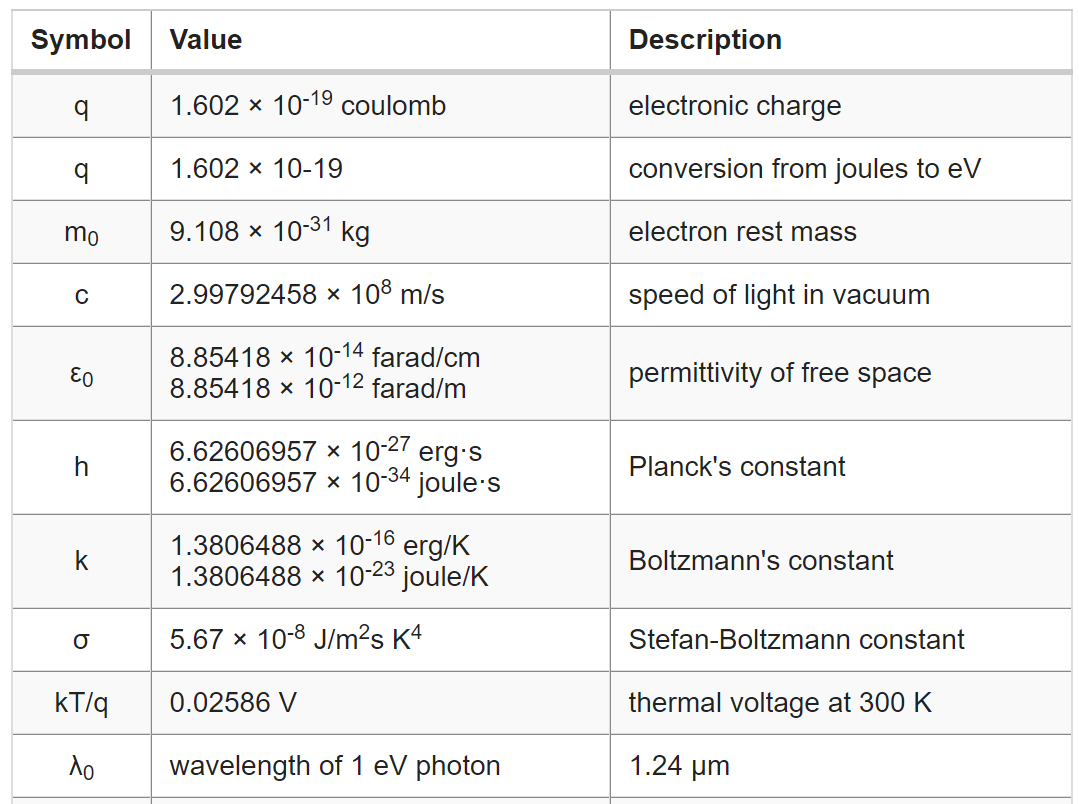 Symbol Value Description
q 1.602 × 10⁻¹⁹ coulomb electronic charge
q 1.602 × 10-19 conversion from joules to eV
m₀ 9.108 × 10⁻³¹ kg electron rest mass
c 2.99792458 × 10⁸ m/s speed of light in vacuum
ε₀ 8.85418 × 10⁻¹⁴ farad/cm permittivity of free space
8.85418 × 10⁻¹² farad/m
h 6.62606957 × 10⁻²⁷ erg·s Planck's constant
6.62606957 × 10⁻³⁴ joule·s
k 1.3806488 × 10⁻¹⁶ erg/K Boltzmann's constant
1.3806488 × 10⁻²³ joule/K
σ 5.67 × 10⁻⁸ J/m²s K⁴ Stefan-Boltzmann constant
kT/q 0.02586 V thermal voltage at 300 K
λ₀ wavelength of 1 eV photon 1.24 μm